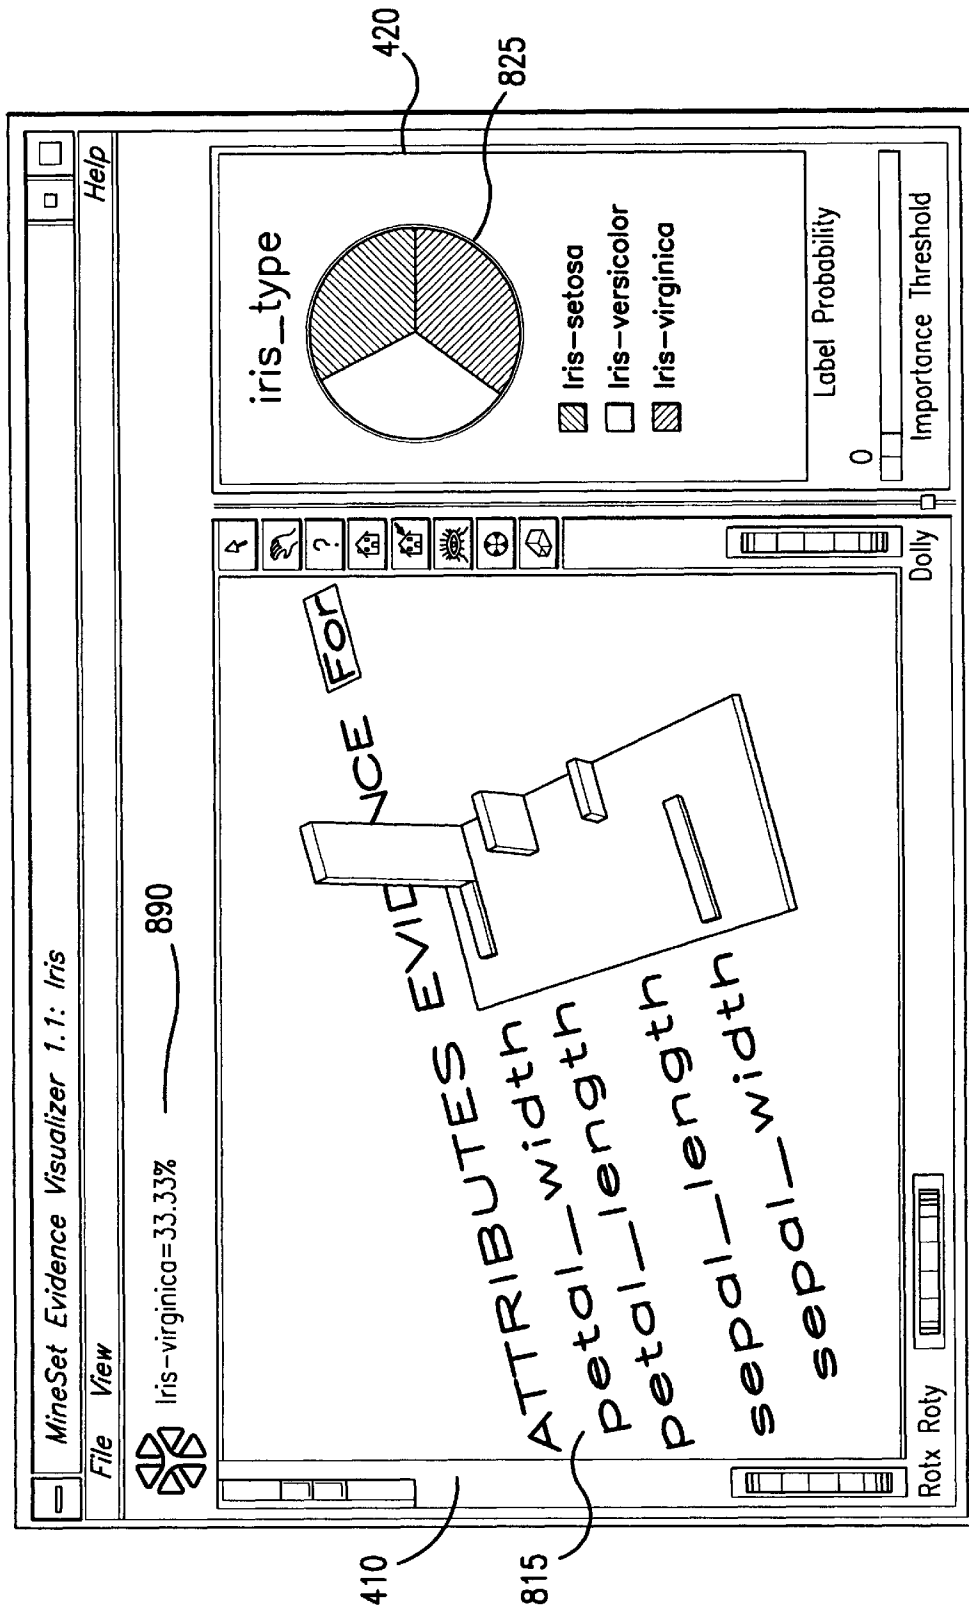 MineSet Evidence Visualizer 1.1: Iris
File View Help
Iris-virginica=33.33%
890
ATTRIBUTES EVID NCE For
petal_width
petal_length
sepal_length
sepal_width
?
Rotx Roty
Dolly
iris_type
Iris-setosa
Iris-versicolor
Iris-virginica
Label Probability
0
Importance Threshold
410
815
420
825